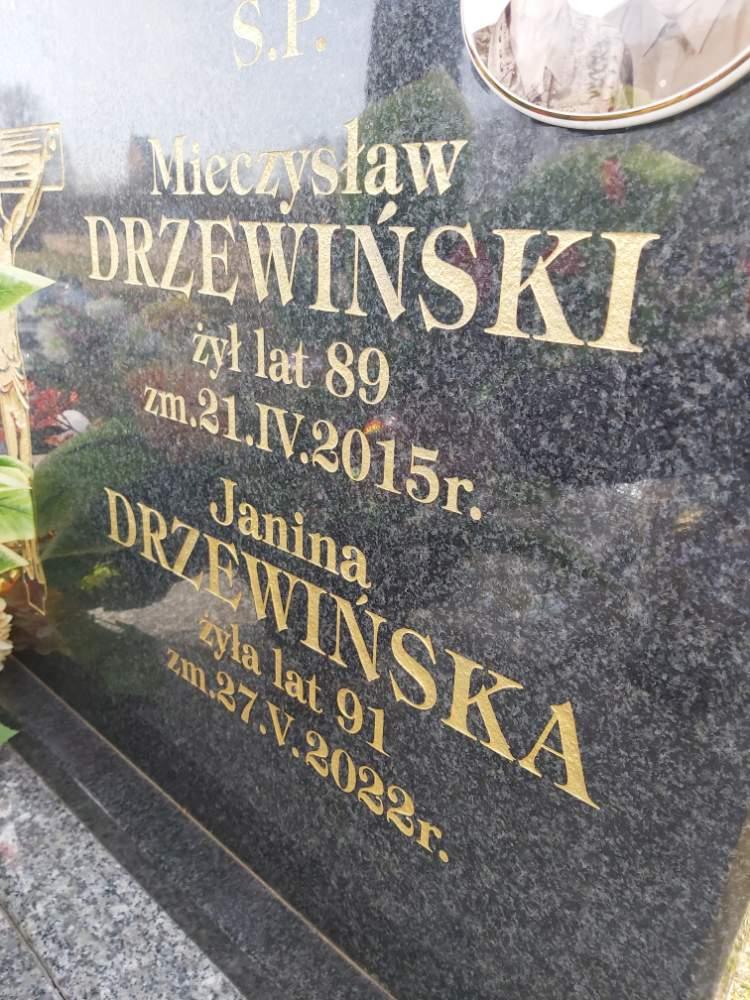 Ś.P.
Mieczysław
DRZEWIŃSKI
żył lat 89
zm.21.IV.2015r.
Janina
DRZEWIŃSKA
żyła lat 91
zm.27.V.2022r.